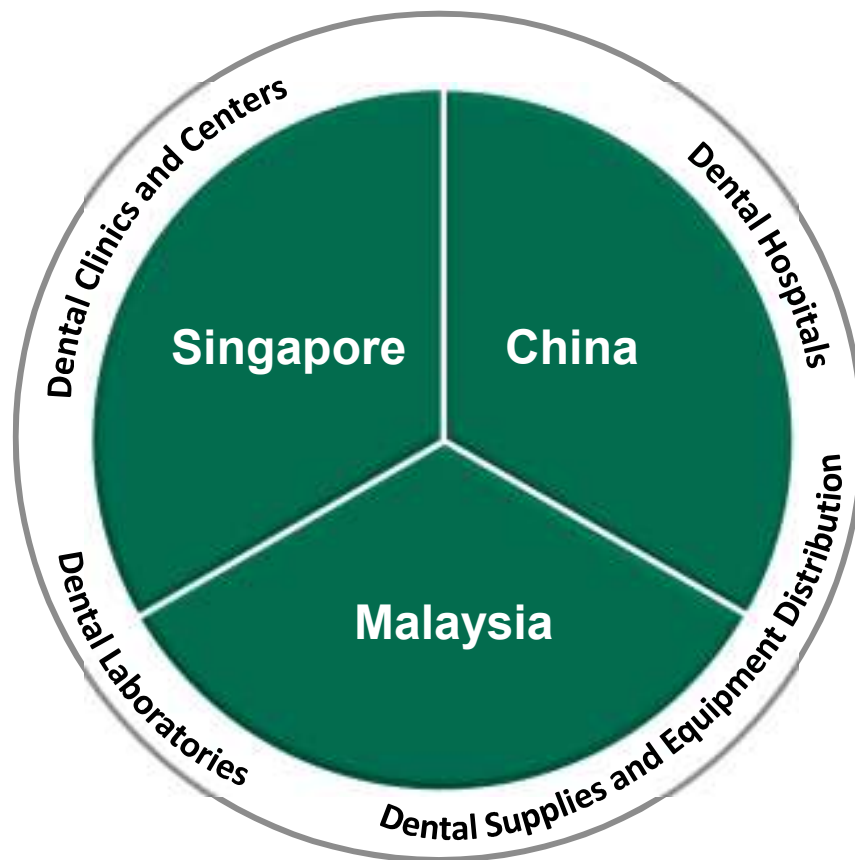 Dental Clinics and Centers
Dental Hospitals
Singapore
China
Malaysia
Dental Laboratories
Dental Supplies and Equipment Distribution